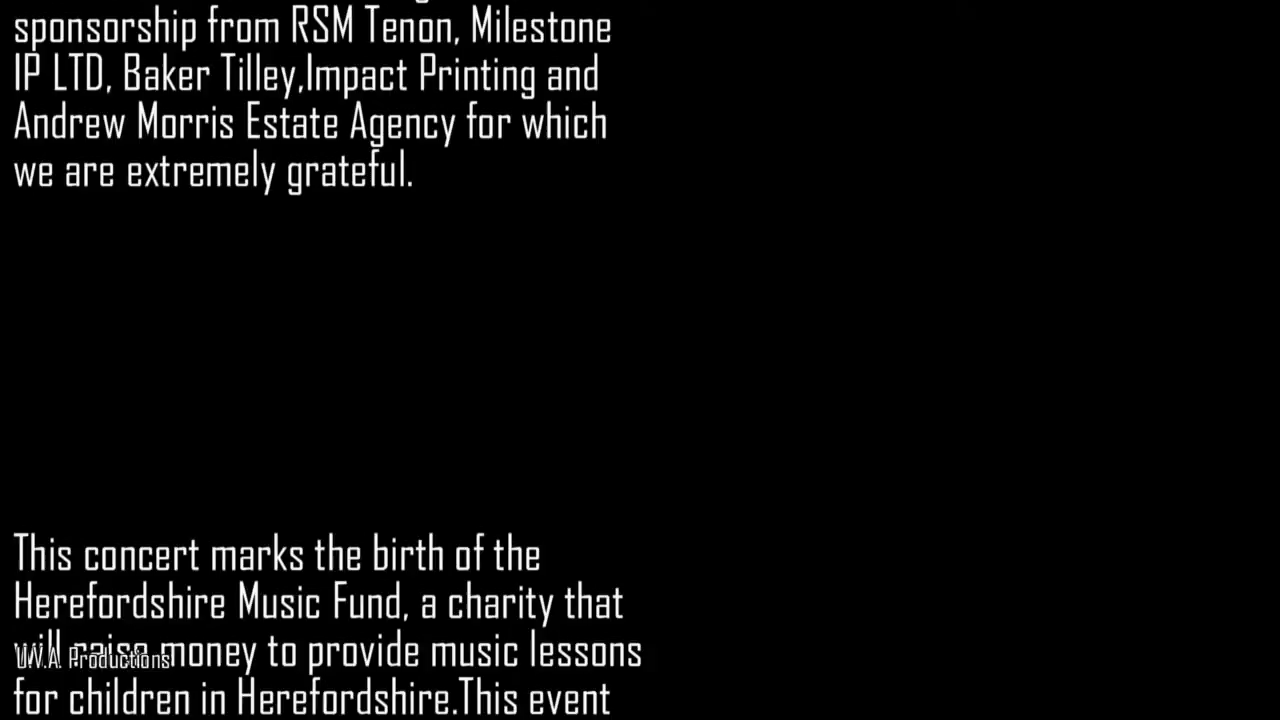 sponsorship from RSM Tenon, Milestone
IP LTD, Baker Tilley,Impact Printing and
Andrew Morris Estate Agency for which
we are extremely grateful.
This concert marks the birth of the
Herefordshire Music Fund, a charity that
will raise money to provide music lessons
Productions
for children in Herefordshire.This event